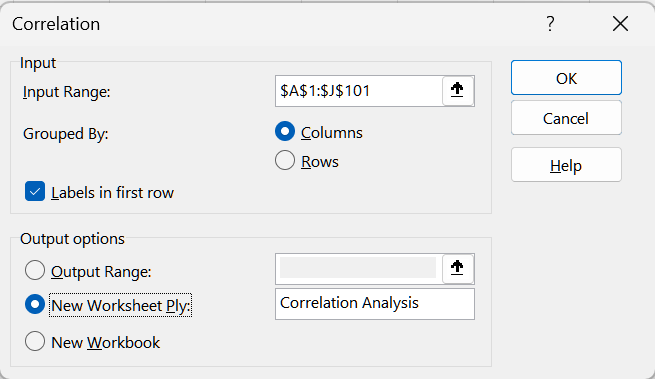 Correlation
?
Input
Input Range:
$A$1:$J$101
OK
Cancel
Grouped By:
Columns
Rows
Help
Labels in first row
Output options
Output Range:
New Worksheet Ply:
Correlation Analysis
New Workbook